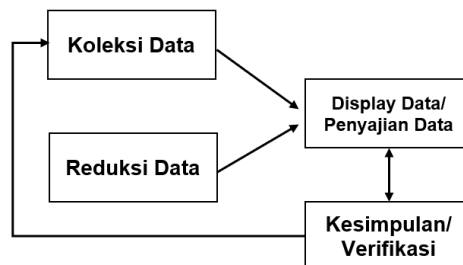 Koleksi Data
Display Data/
Penyajian Data
Reduksi Data
Kesimpulan/
Verifikasi